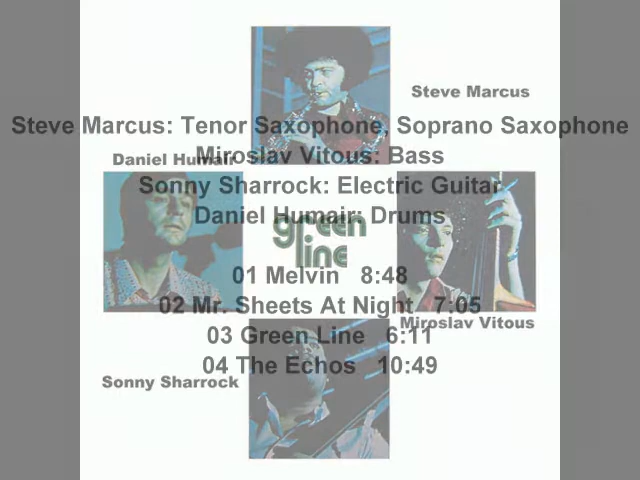 Steve Marcus
Steve Marcus: Tenor Saxophone, Soprano Saxophone
Daniel Humair
Miroslav Vitous: Bass
Sonny Sharrock: Electric Guitar
Daniel Humair: Drums
green
line
01 Melvin 8:48
02 Mr. Sheets At Night 7:05
Miroslav Vitous
03 Green Line 6:11
04 The Echos 10:49
Sonny Sharrock